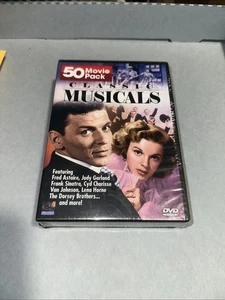 50 Movie
Pack
CLASSIC
MUSICALS
Featuring
Fred Astaire, Judy Garland
Frank Sinatra, Cyd Charisse
Van Johnson, Lena Horne
The Dorsey Brothers...
and more!
DVD